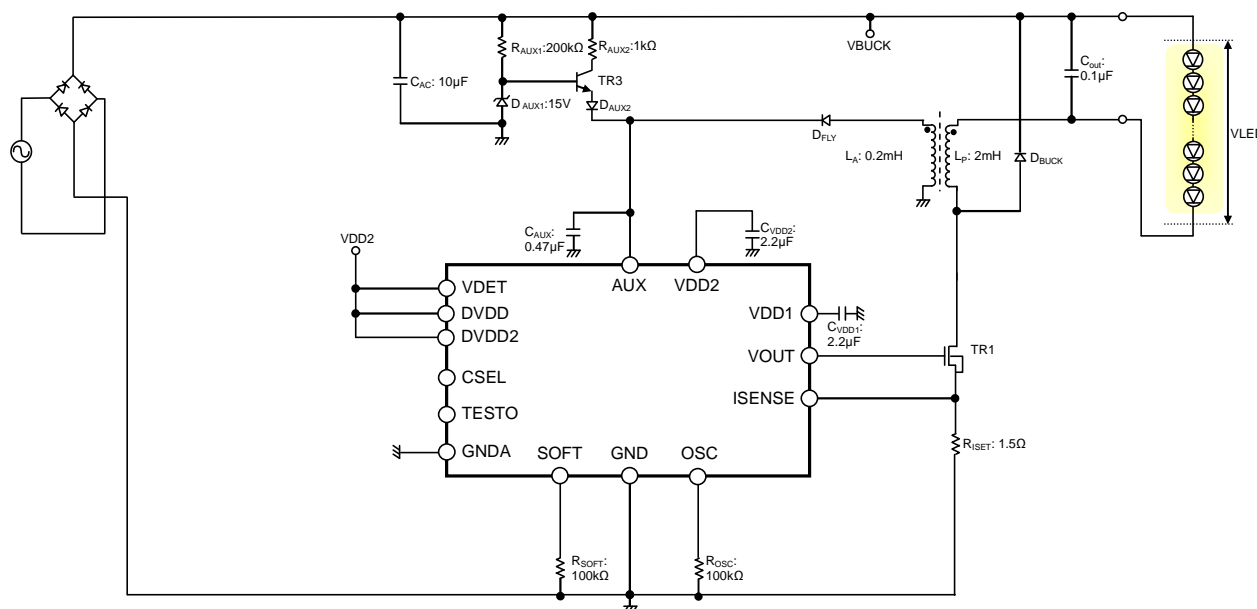 RAUX1:200kΩ
RAUX2:1kΩ
VBUCK
CAC: 10µF
TR3
Cout:
0.1µF
DAUX1:15V
DAUX2
DFLY
LA: 0.2mH
LP: 2mH
DBUCK
VLEI
CAUX:
0.47µF
CVDD2:
2.2µF
VDD2
AUX
VDD2
VDET
DVDD
DVDD2
CSEL
TESTO
GNDA
VDD1
VOUT
ISENSE
CVDD1:
2.2µF
TR1
SOFT
GND
OSC
RISET: 1.5Ω
RSOFT:
100kΩ
ROSC:
100kΩ